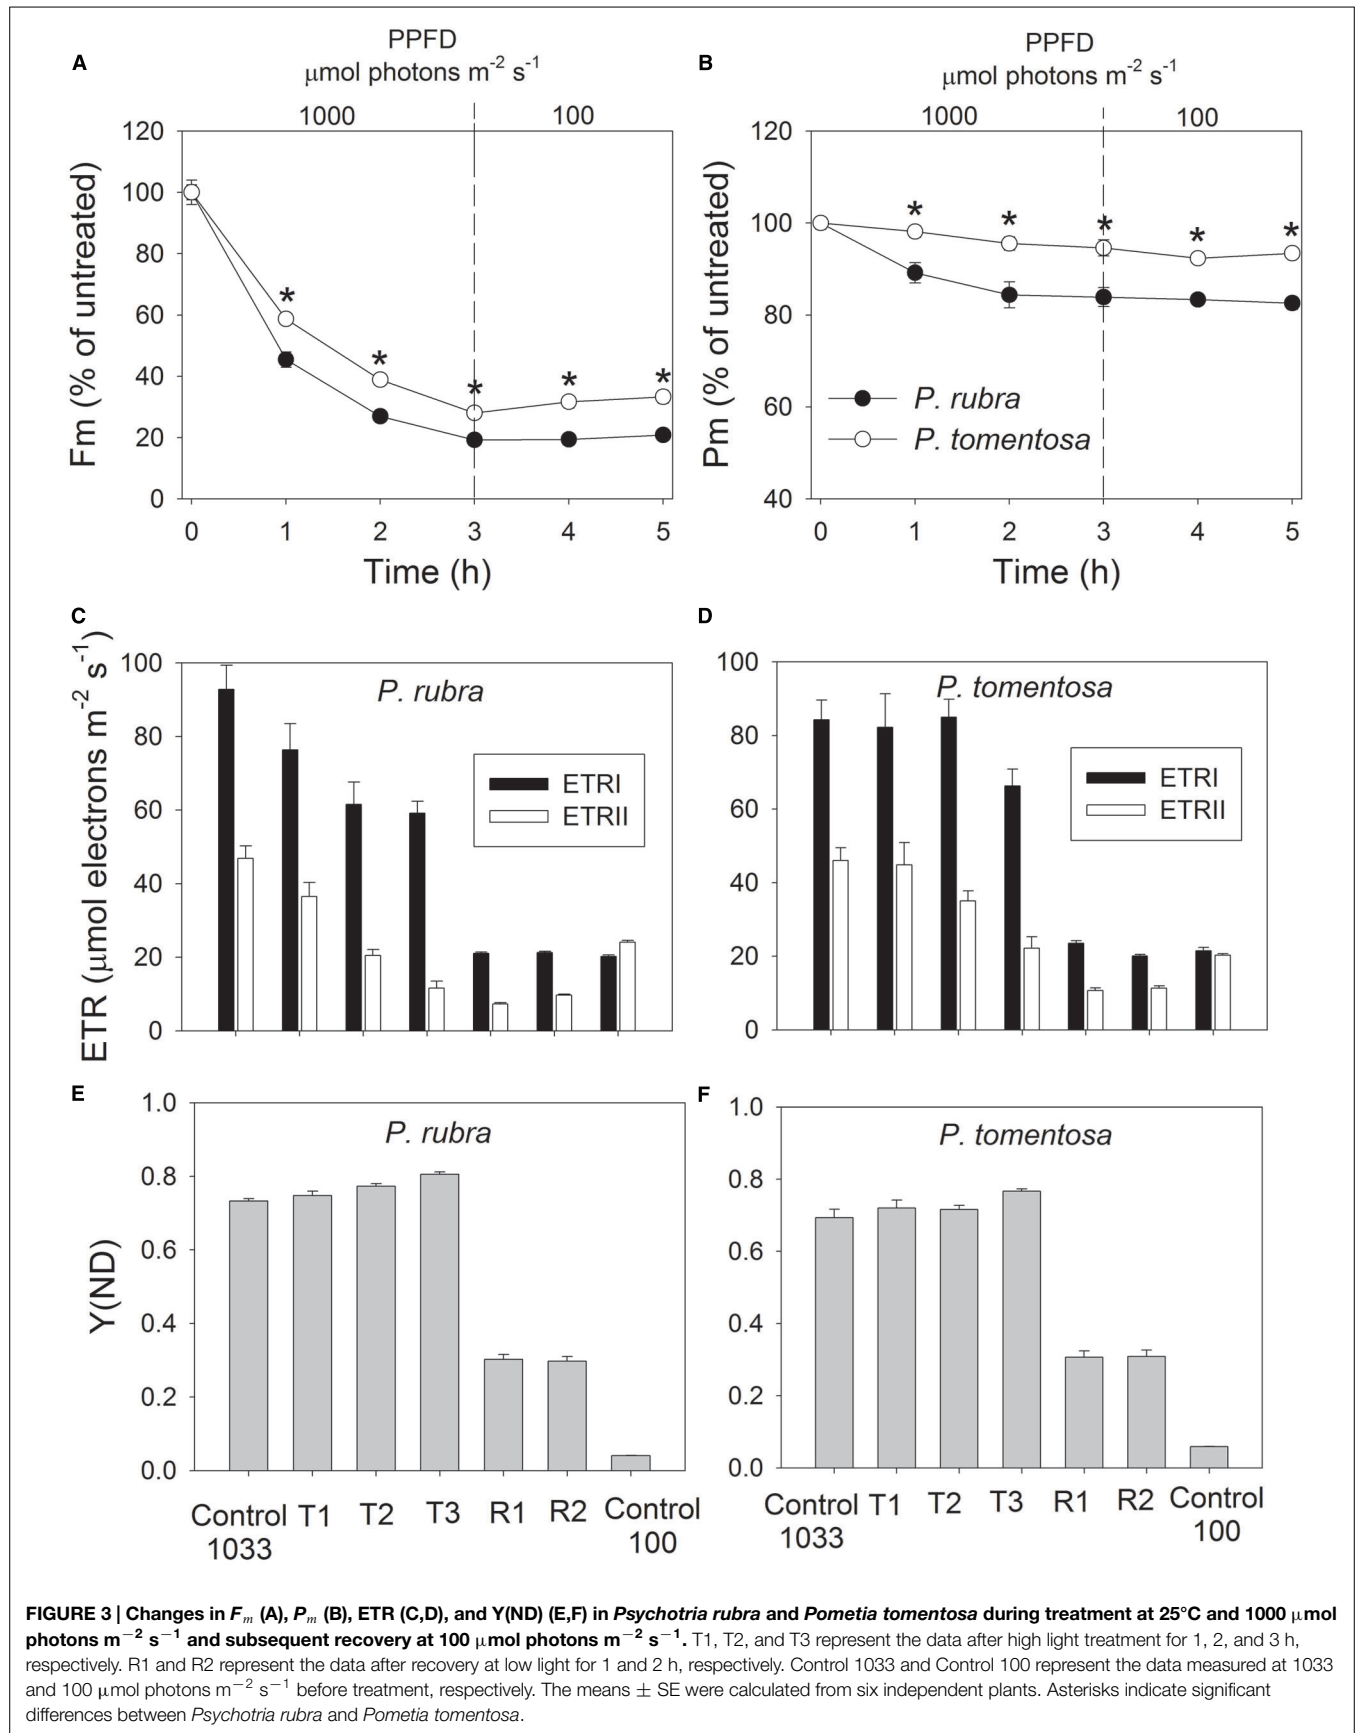 A
PPFD
μmol photons m-2 s-1
1000
100
120
100
80
60
40
20
0
Fm (% of untreated)
*
*
*
*
*
0 1 2 3 4 5
Time (h)
B
PPFD
μmol photons m-2 s-1
1000
100
120
100
80
60
40
Pm (% of untreated)
*
*
*
*
*
P. rubra
P. tomentosa
0 1 2 3 4 5
Time (h)
C
ETR (μmol electrons m-2 s-1)
100
80
60
40
20
0
P. rubra
ETRI
ETRII
D
100
80
60
40
20
0
P. tomentosa
ETRI
ETRII
E
Y(ND)
1.0
0.8
0.6
0.4
0.2
0.0
P. rubra
Control T1 T2 T3 R1 R2 Control
1033 100
F
1.0
0.8
0.6
0.4
0.2
0.0
P. tomentosa
Control T1 T2 T3 R1 R2 Control
1033 100
FIGURE 3 | Changes in Fm (A), Pm (B), ETR (C,D), and Y(ND) (E,F) in Psychotria rubra and Pometia tomentosa during treatment at 25°C and 1000 μmol
photons m−2 s−1 and subsequent recovery at 100 μmol photons m−2 s−1. T1, T2, and T3 represent the data after high light treatment for 1, 2, and 3 h,
respectively. R1 and R2 represent the data after recovery at low light for 1 and 2 h, respectively. Control 1033 and Control 100 represent the data measured at 1033
and 100 μmol photons m−2 s−1 before treatment, respectively. The means ± SE were calculated from six independent plants. Asterisks indicate significant
differences between Psychotria rubra and Pometia tomentosa.